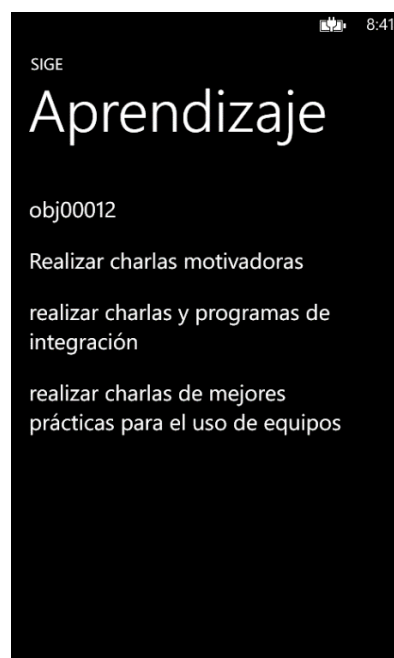 8:41
SIGE
Aprendizaje
obj00012
Realizar charlas motivadoras
realizar charlas y programas de
integración
realizar charlas de mejores
prácticas para el uso de equipos